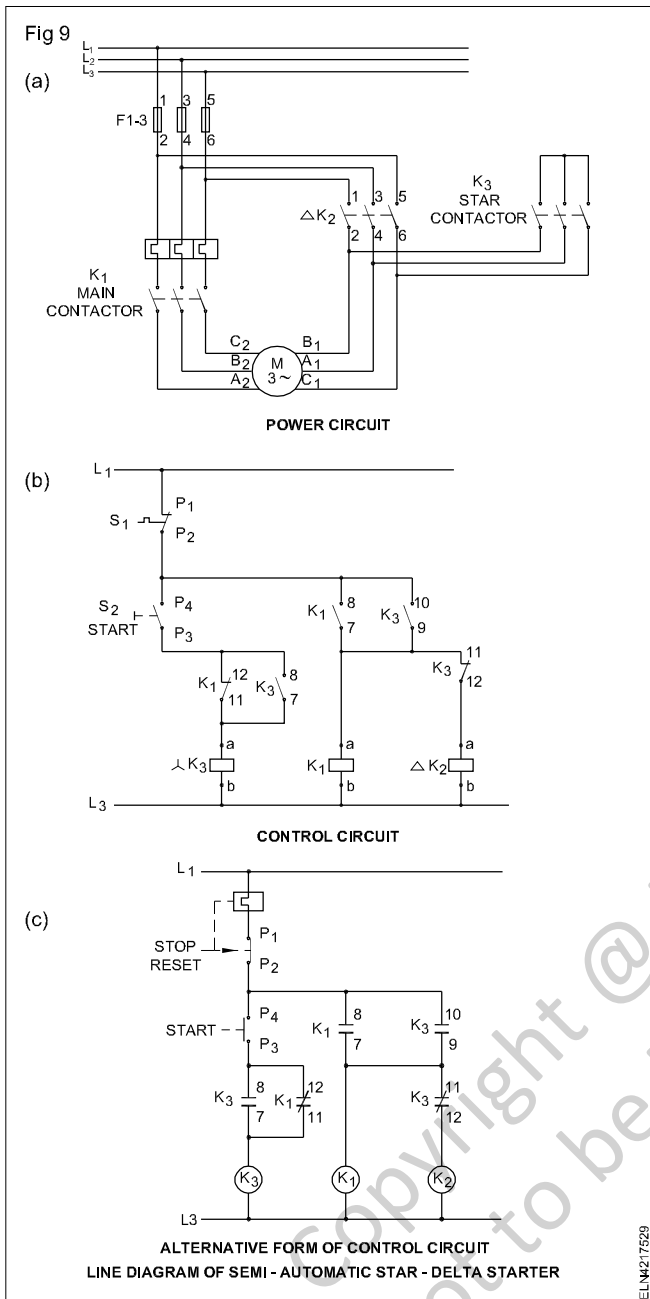 Fig 9
L1
L2
L3
(a)
1 3 5
F1-3
2 4 6
K3
STAR
CONTACTOR
1 3 5
△K2
2 4 6
K1
MAIN
CONTACTOR
C2 B1
B2 M A1
A2 3~ C1
POWER CIRCUIT
L1
(b)
P1
S1
P2
S2 P4 K1 8 K3 10
START P3 7 9
K1 12 K3 8 K3 11
11 7 12
a a a
⅄ K3 K1 △ K2
b b b
L3
CONTROL CIRCUIT
L1
(c)
P1
STOP
RESET
P2
P4 8 10
START K1 K3
P3 7 9
K3 8 K1 12 K3 11
7 11 12
K3 K1 K2
L3
ALTERNATIVE FORM OF CONTROL CIRCUIT
LINE DIAGRAM OF SEMI - AUTOMATIC STAR - DELTA STARTER
ELN4217529
Copyright @
not to be